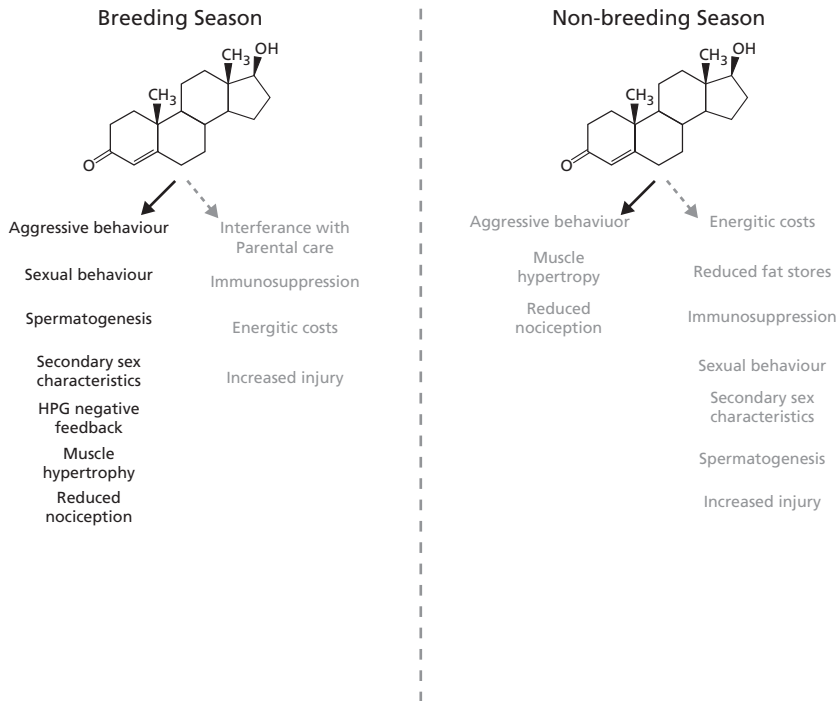 Breeding Season
CH3
OH
CH3
O
Aggressive behaviour
Sexual behaviour
Spermatogenesis
Secondary sex
characteristics
HPG negative
feedback
Muscle
hypertrophy
Reduced
nociception
Interferance with
Parental care
Immunosuppression
Energitic costs
Increased injury
Non-breeding Season
CH3
OH
CH3
O
Aggressive behaviuor
Muscle
hypertropy
Reduced
nociception
Energitic costs
Reduced fat stores
Immunosuppression
Sexual behaviour
Secondary sex
characteristics
Spermatogenesis
Increased injury